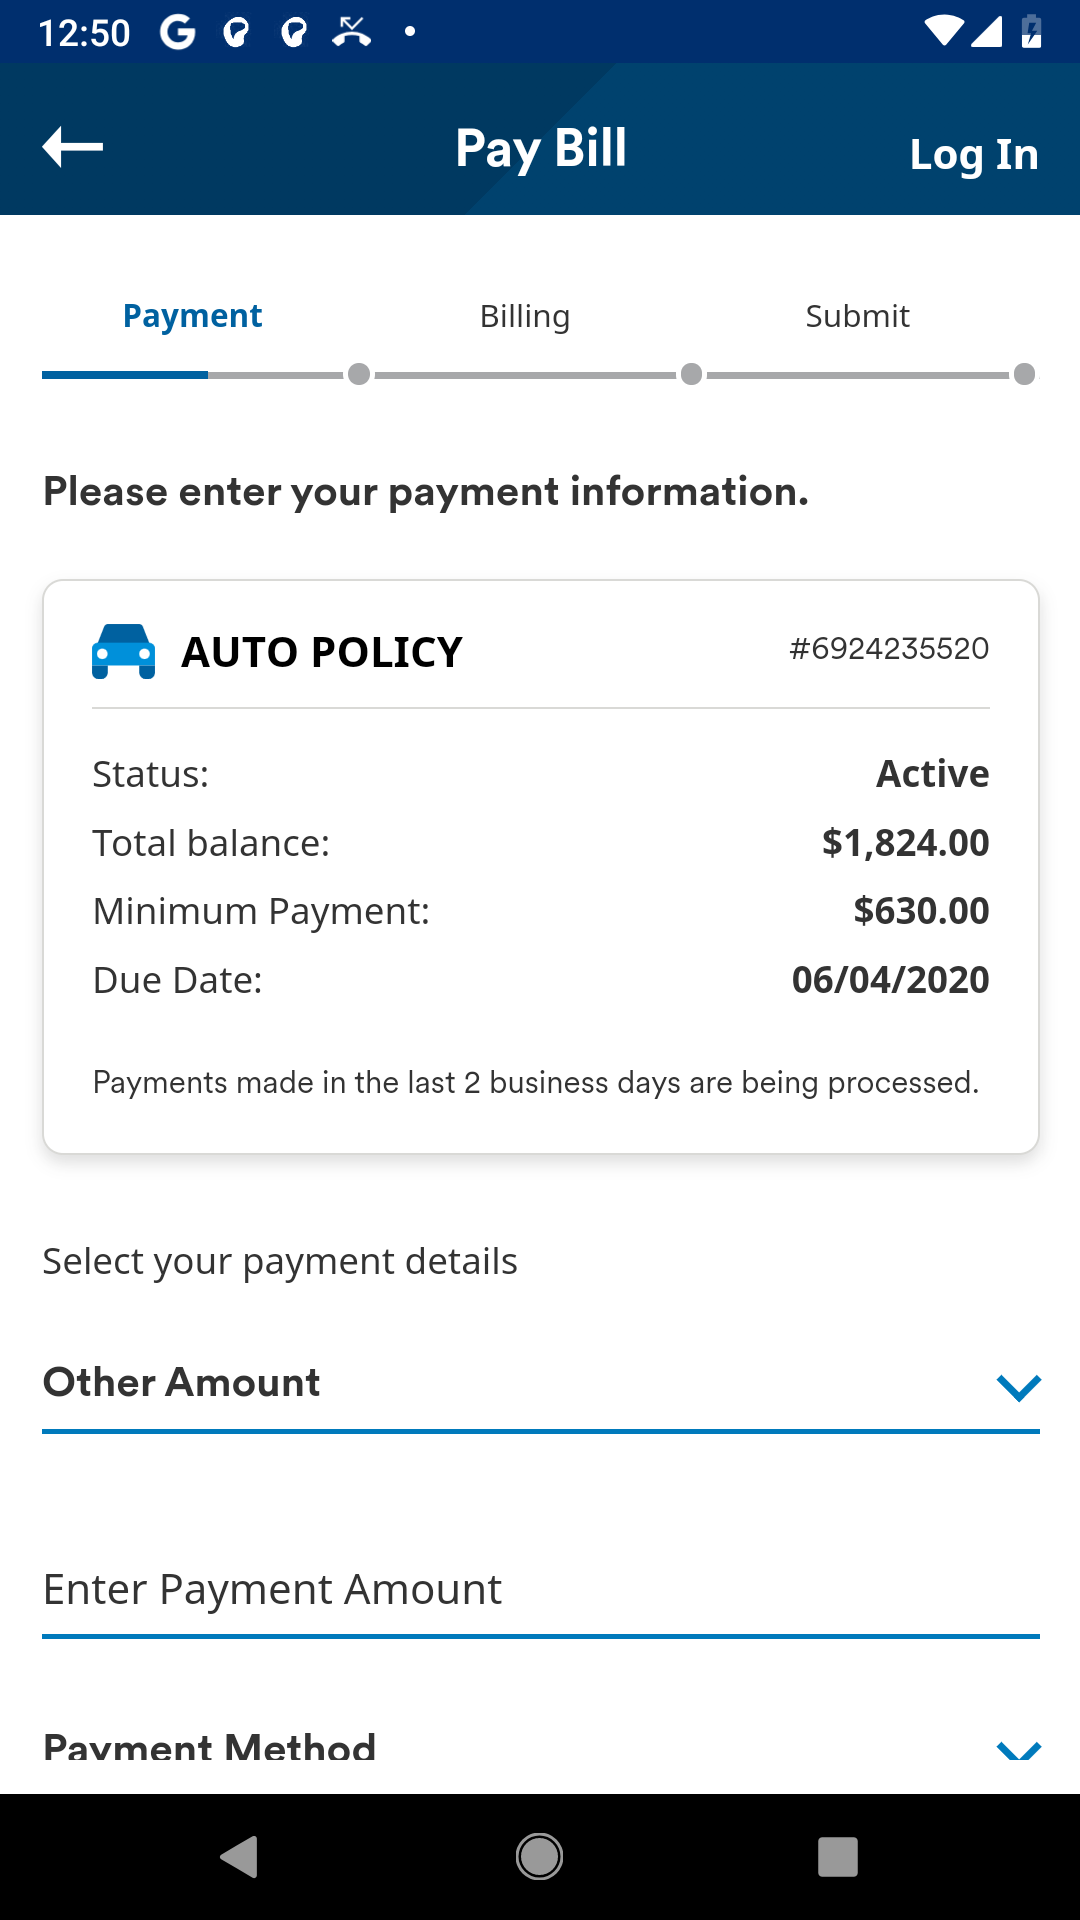 12:50
Pay Bill
Log In
Payment Billing Submit
Please enter your payment information.
AUTO POLICY #6924235520
Status: Active
Total balance: $1,824.00
Minimum Payment: $630.00
Due Date: 06/04/2020
Payments made in the last 2 business days are being processed.
Select your payment details
Other Amount
Enter Payment Amount
Payment Method